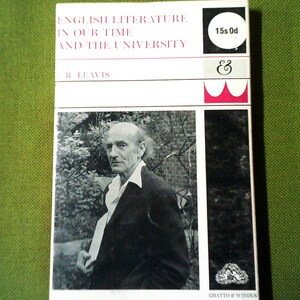 ENGLISH LITERATURE
IN OUR TIME
AND THE UNIVERSITY
15s 0d
R LEAVIS
&
CHATTO & WINDUS